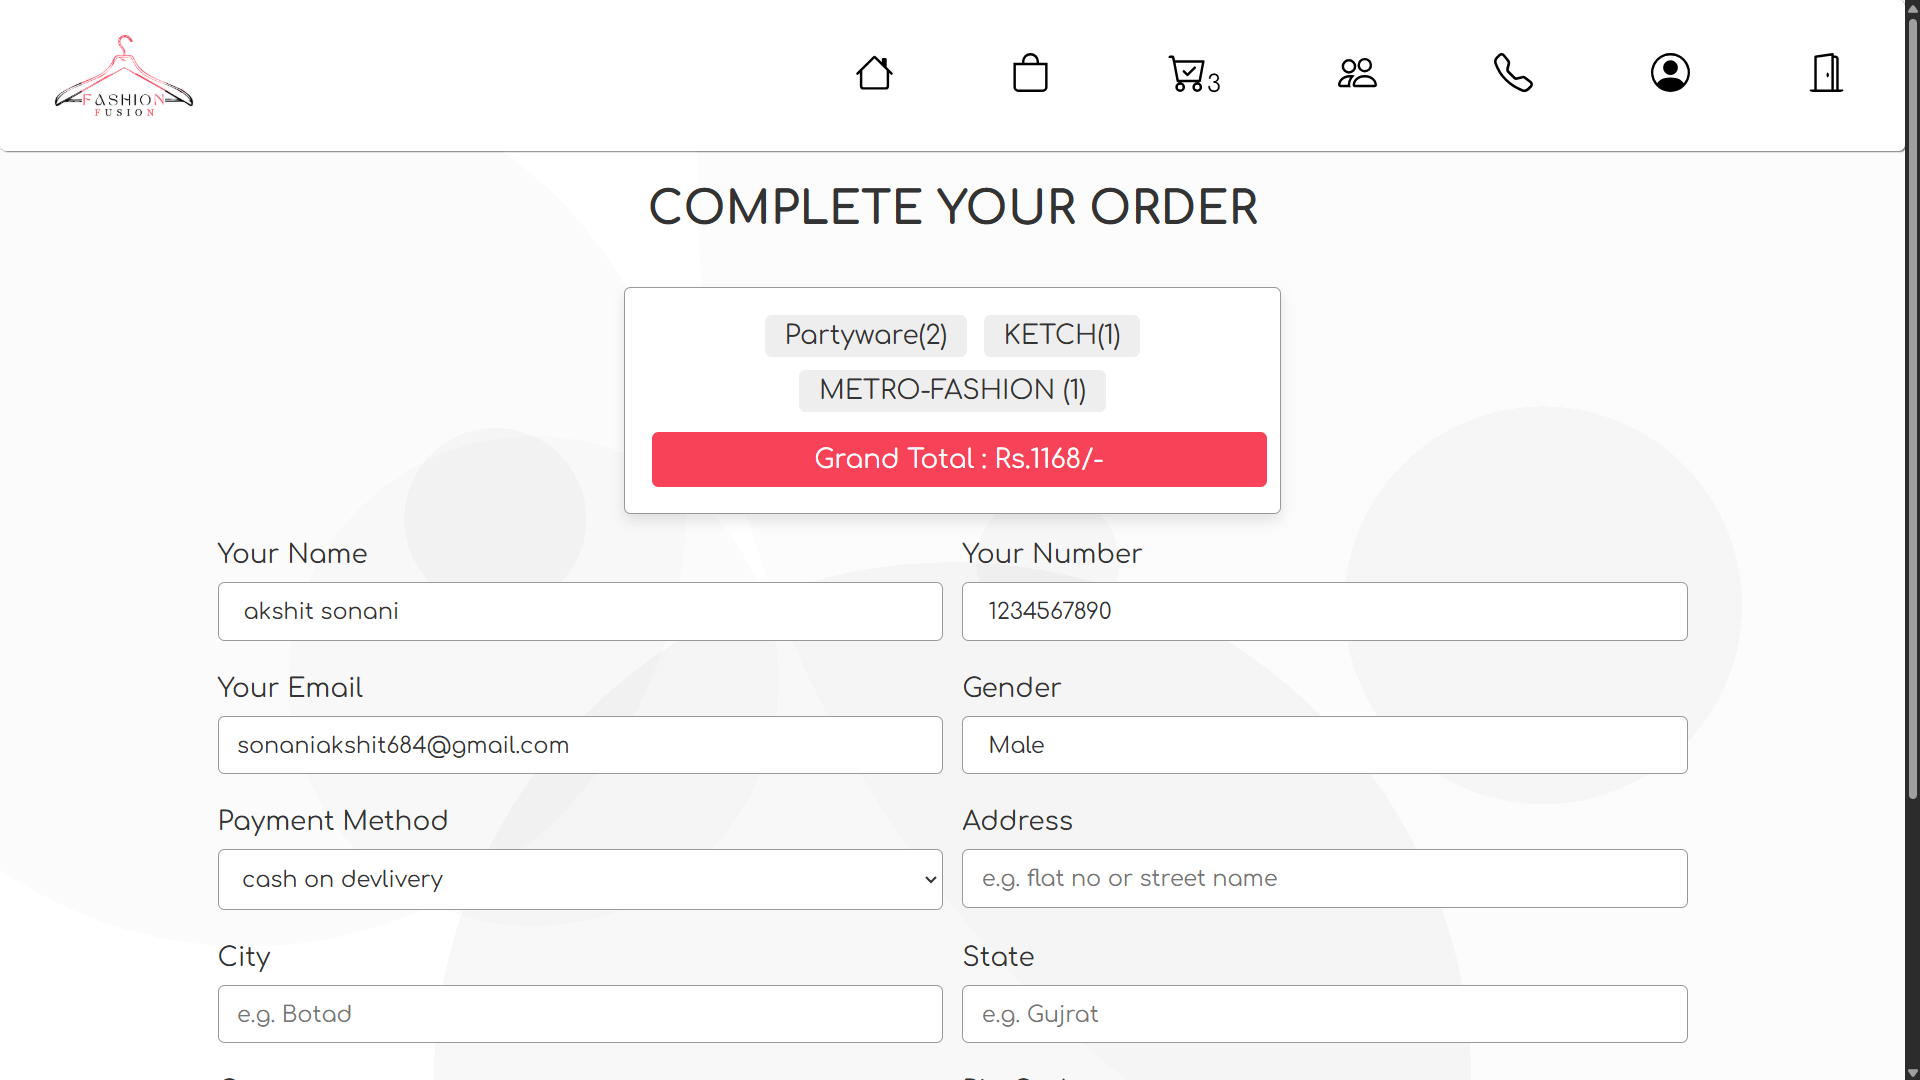 FASHION
FUSION
3
COMPLETE YOUR ORDER
Partyware(2) KETCH(1)
METRO-FASHION (1)
Grand Total : Rs.1168/-
Your Name
Your Number
akshit sonani
1234567890
Your Email
Gender
sonaniakshit684@gmail.com
Male
Payment Method
Address
cash on devlivery
e.g. flat no or street name
City
State
e.g. Botad
e.g. Gujrat